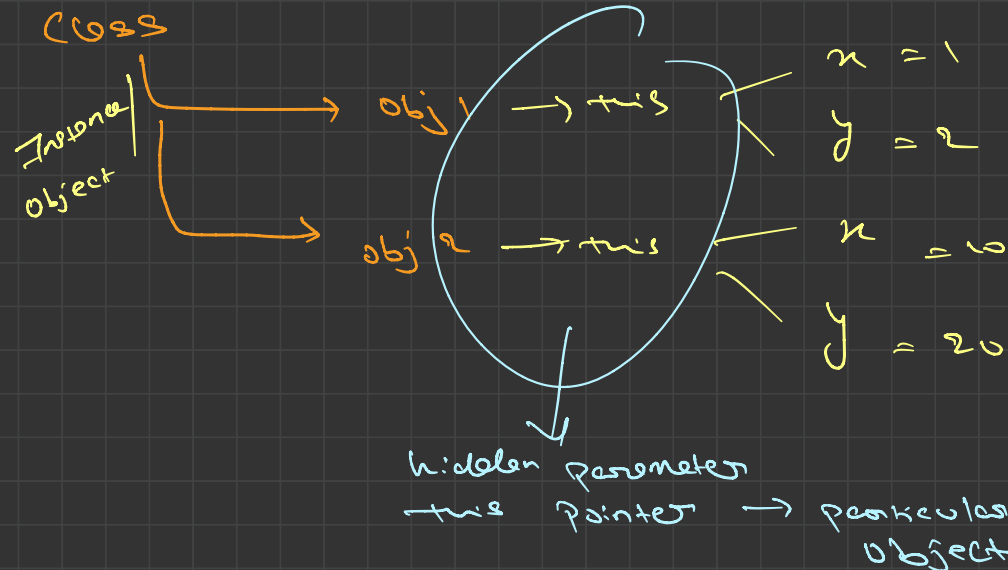 Class
Instance
object
obj 1 → this
x = 1
y = 2
obj 2 → this
x = 10
y = 20
hidden parameter
this pointer → particular
object